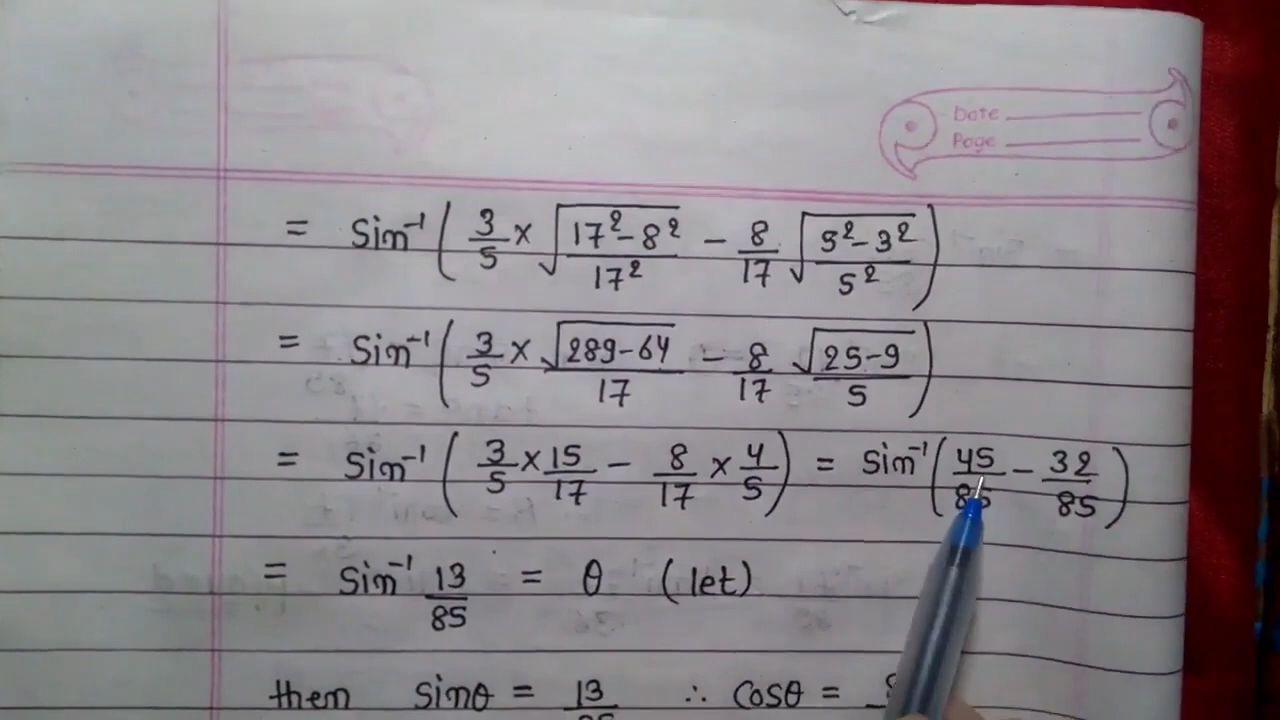 Date
Page
= Sin⁻¹ ( 3/5 × √(17²-8²/17²) - 8/17 √(5²-3²/5²) )
= Sin⁻¹ ( 3/5 × √(289-64)/17 - 8/17 √(25-9)/5 )
= Sin⁻¹ ( 3/5 × 15/17 - 8/17 × 4/5 ) = Sin⁻¹ ( 45/85 - 32/85 )
= Sin⁻¹ 13/85 = θ (let)
then Sinθ = 13/85 ∴ Cosθ =